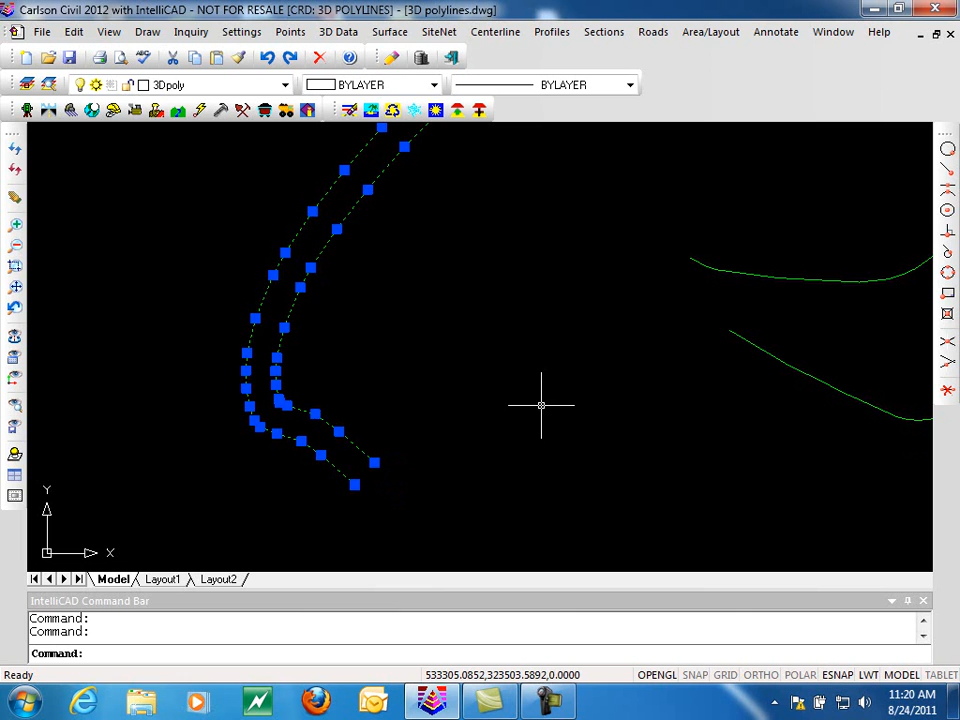 Carlson Civil 2012 with IntelliCAD - NOT FOR RESALE [CRD: 3D POLYLINES] - [3D polylines.dwg]
File Edit View Draw Inquiry Settings Points 3D Data Surface SiteNet Centerline Profiles Sections Roads Area/Layout Annotate Window Help
3Dpoly BYLAYER BYLAYER
Y
X
Model Layout1 Layout2
IntelliCAD Command Bar
Command:
Command:
Command:
Ready 533305.0852,323503.5892,0.0000 OPENGL SNAP GRID ORTHO POLAR ESNAP LWT MODEL TABLET
11:20 AM
8/24/2011